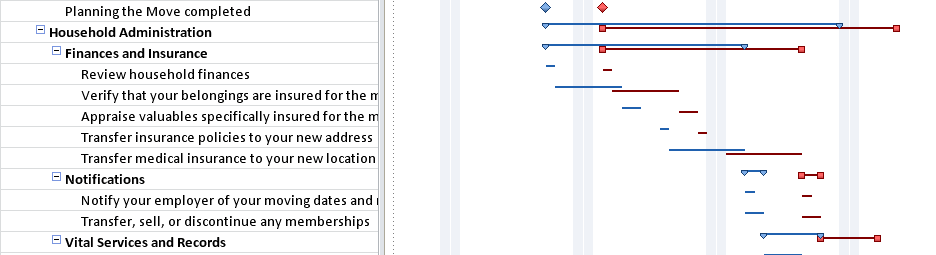 Planning the Move completed
Household Administration
Finances and Insurance
Review household finances
Verify that your belongings are insured for the
Appraise valuables specifically insured for the
Transfer insurance policies to your new address
Transfer medical insurance to your new location
Notifications
Notify your employer of your moving dates and
Transfer, sell, or discontinue any memberships
Vital Services and Records